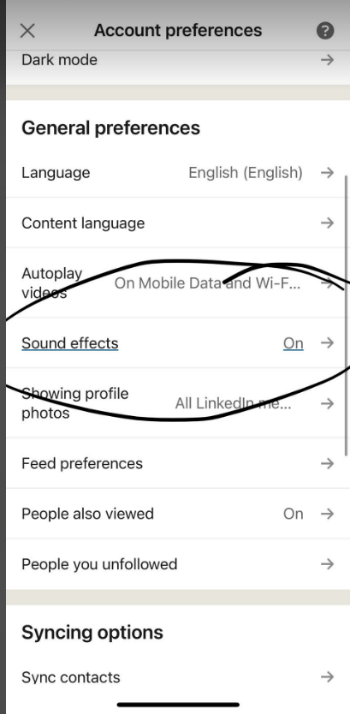 Account preferences
Dark mode
General preferences
Language English (English)
Content language
Autoplay
videos On Mobile Data and Wi-F...
Sound effects On
Showing profile
photos All LinkedIn me...
Feed preferences
People also viewed On
People you unfollowed
Syncing options
Sync contacts